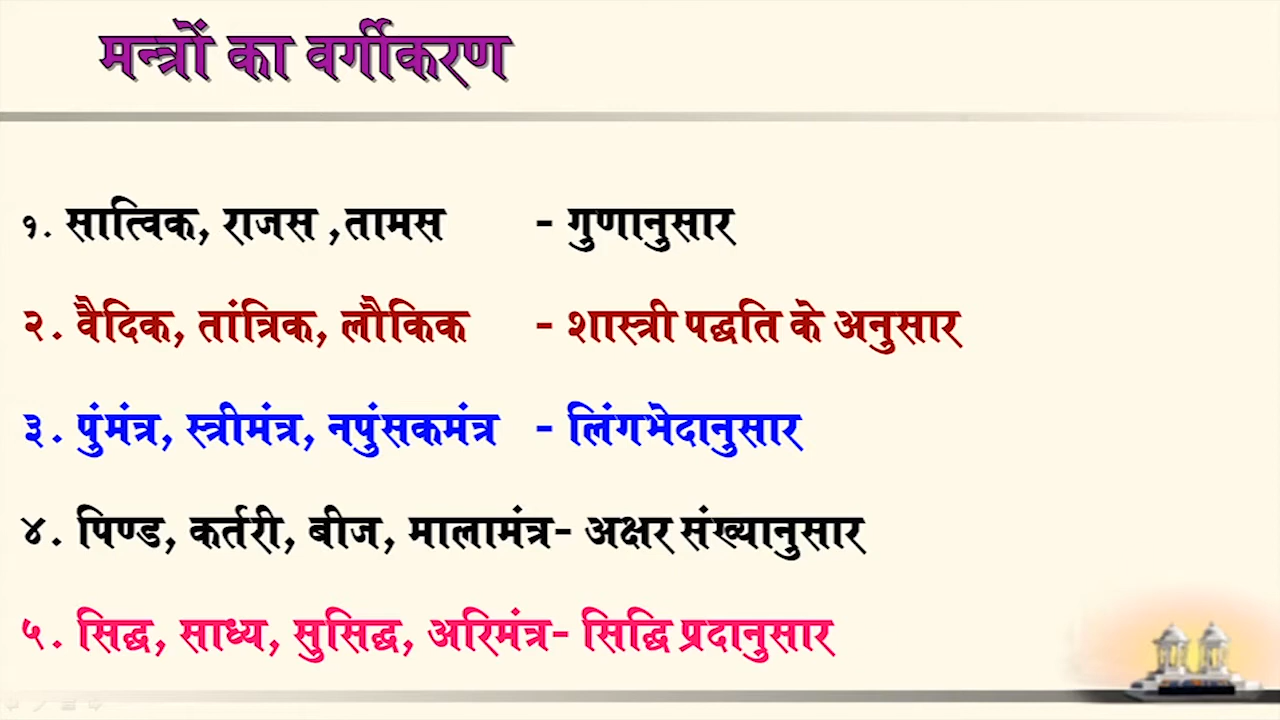 मन्त्रों का वर्गीकरण
१. सात्विक, राजस ,तामस - गुणानुसार
२. वैदिक, तांत्रिक, लौकिक - शास्त्री पद्धति के अनुसार
३. पुंमंत्र, स्त्रीमंत्र, नपुंसकमंत्र - लिंगभेदानुसार
४. पिण्ड, कर्तरी, बीज, मालामंत्र- अक्षर संख्यानुसार
५. सिद्ध, साध्य, सुसिद्ध, अरिमंत्र- सिद्धि प्रदानुसार